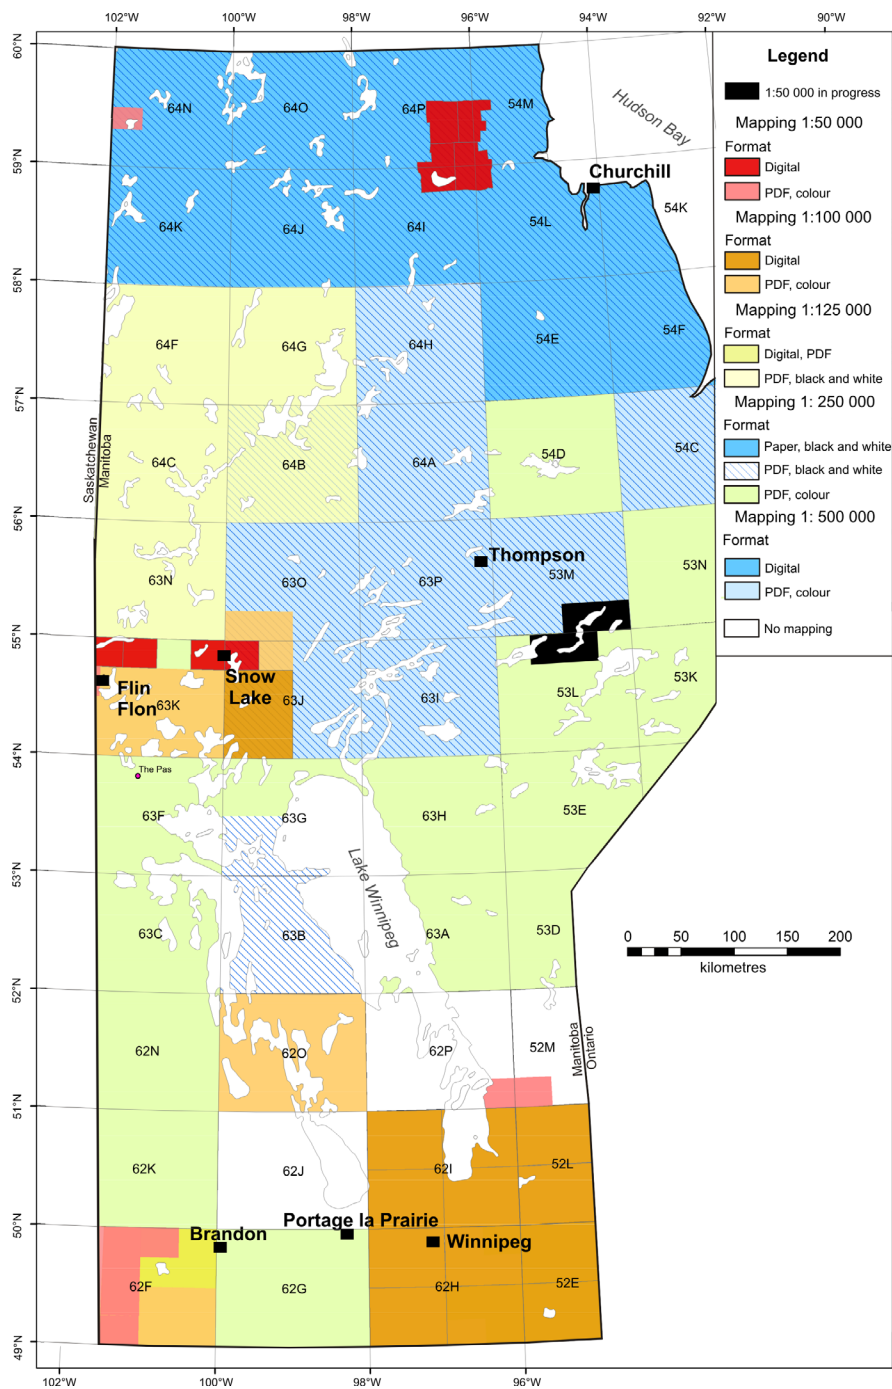 102°W 100°W 98°W 96°W 94°W 92°W 90°W
60°N
59°N
58°N
57°N
56°N
55°N
54°N
53°N
52°N
51°N
50°N
49°N
64N 64O 64P 54M
Hudson Bay
Churchill
64K 64J 64I 54L 54K
64F 64G 64H 54E 54F
Saskatchewan
Manitoba
64C 64B 64A 54D 54C
Thompson
63N 63O 63P 53M 53N
Snow
Lake
Flin
Flon
63K 63J 63I 53L 53K
The Pas
63F 63G 63H 53E
Lake Winnipeg
63C 63B 63A 53D
62N 62O 62P 52M
Manitoba
Ontario
62K 62J 62I 52L
Brandon
Portage la Prairie
Winnipeg
62F 62G 62H 52E
102°W 100°W 98°W 96°W
0 50 100 150 200
kilometres
Legend
1:50 000 in progress
Mapping 1:50 000
Format
Digital
PDF, colour
Mapping 1:100 000
Format
Digital
PDF, colour
Mapping 1:125 000
Format
Digital, PDF
PDF, black and white
Mapping 1: 250 000
Format
Paper, black and white
PDF, black and white
PDF, colour
Mapping 1: 500 000
Format
Digital
PDF, colour
No mapping